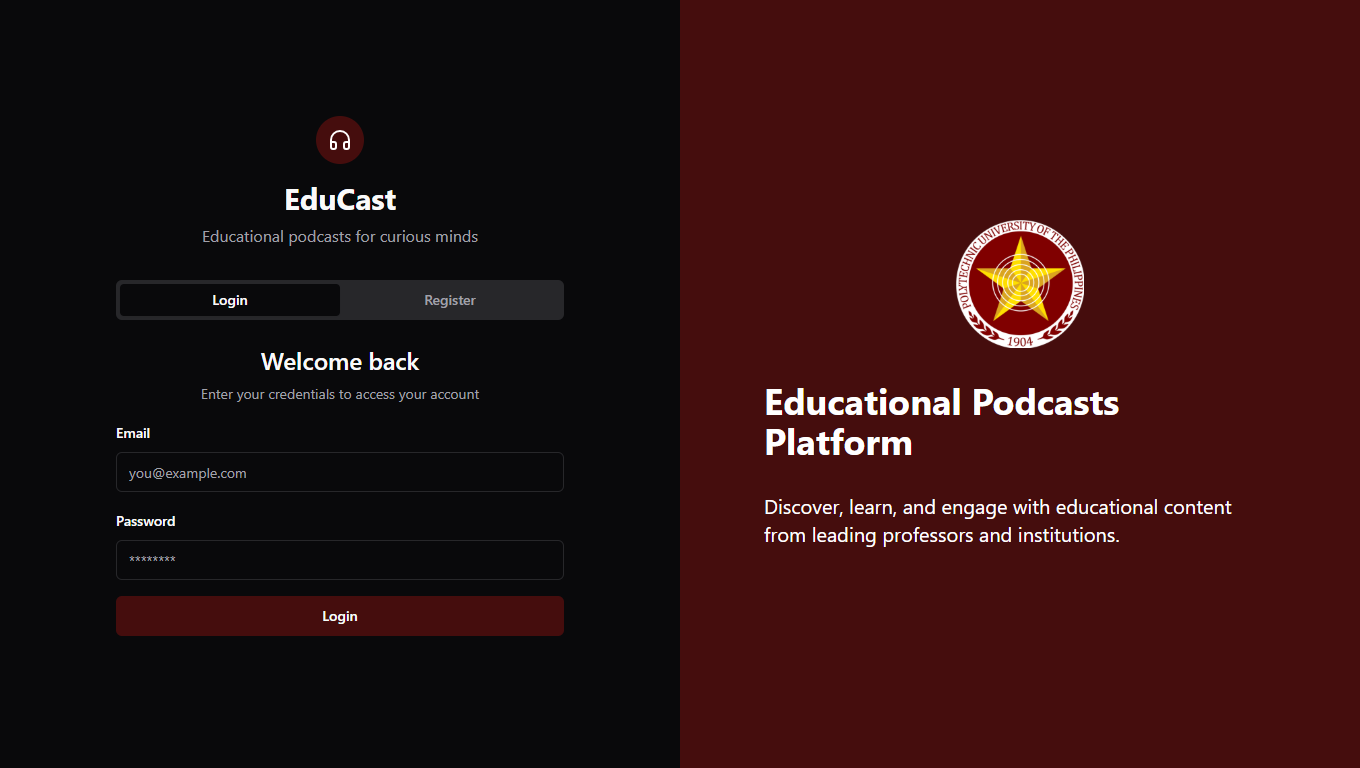 EduCast
Educational podcasts for curious minds
Login
Register
Welcome back
Enter your credentials to access your account
Email
you@example.com
Password
********
Login
POLYTECHNIC UNIVERSITY OF THE PHILIPPINES
1904
Educational Podcasts
Platform
Discover, learn, and engage with educational content
from leading professors and institutions.